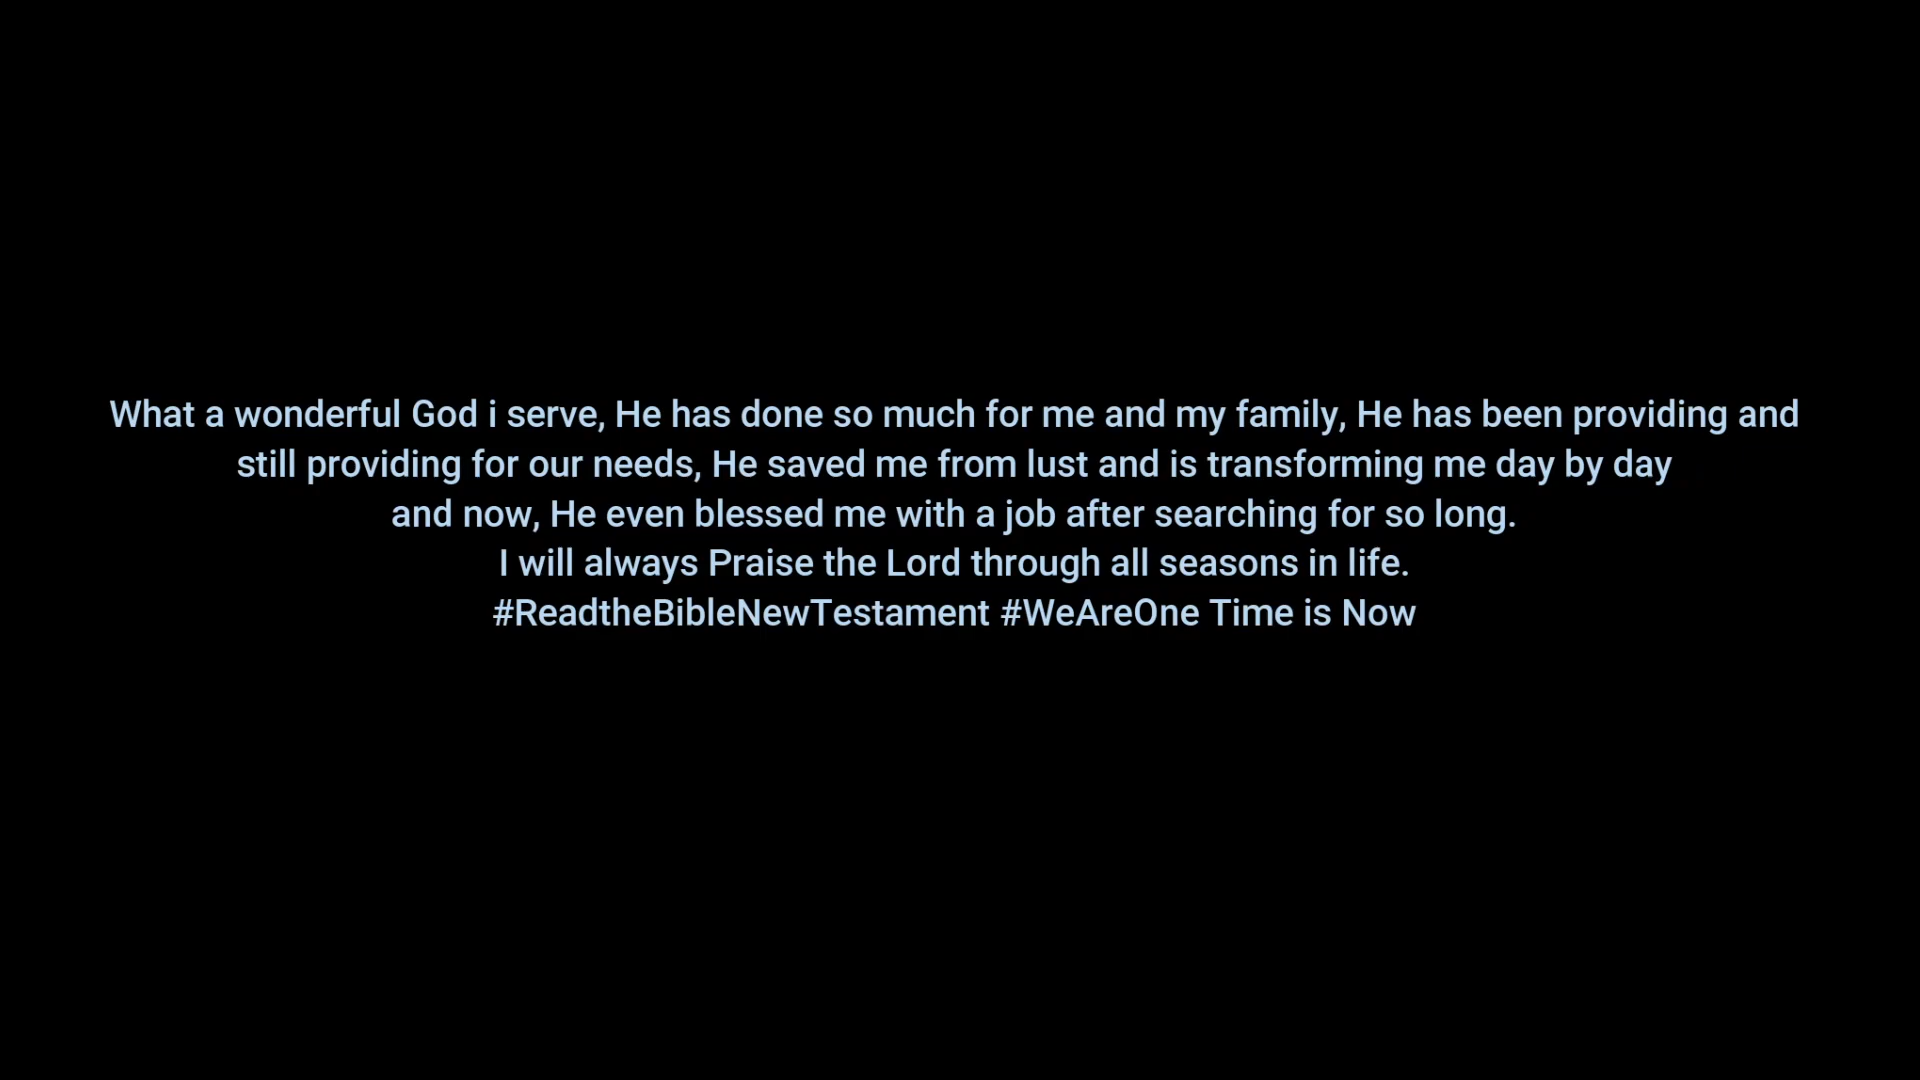 What a wonderful God i serve, He has done so much for me and my family, He has been providing and
still providing for our needs, He saved me from lust and is transforming me day by day
and now, He even blessed me with a job after searching for so long.
I will always Praise the Lord through all seasons in life.
#ReadtheBibleNewTestament #WeAreOne Time is Now